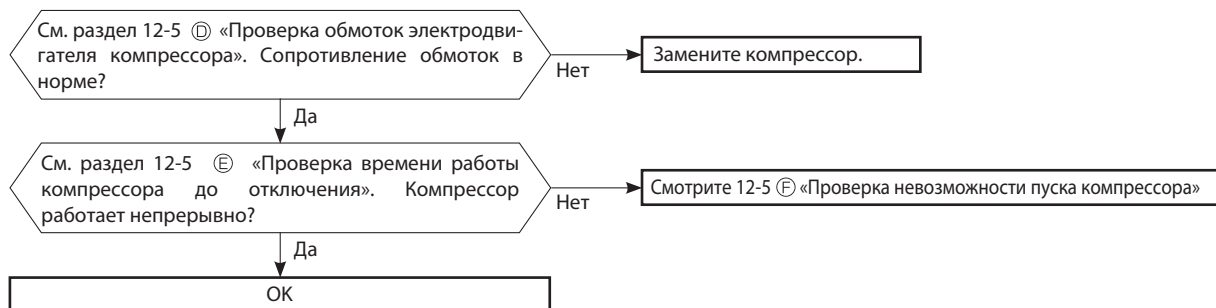 См. раздел 12-5 Ⓓ «Проверка обмоток электродви-
гателя компрессора». Сопротивление обмоток в
норме?
Нет
Замените компрессор.
Да
См. раздел 12-5 Ⓔ «Проверка времени работы
компрессора до отключения». Компрессор
работает непрерывно?
Нет
Смотрите 12-5 Ⓕ «Проверка невозможности пуска компрессора»
Да
OK